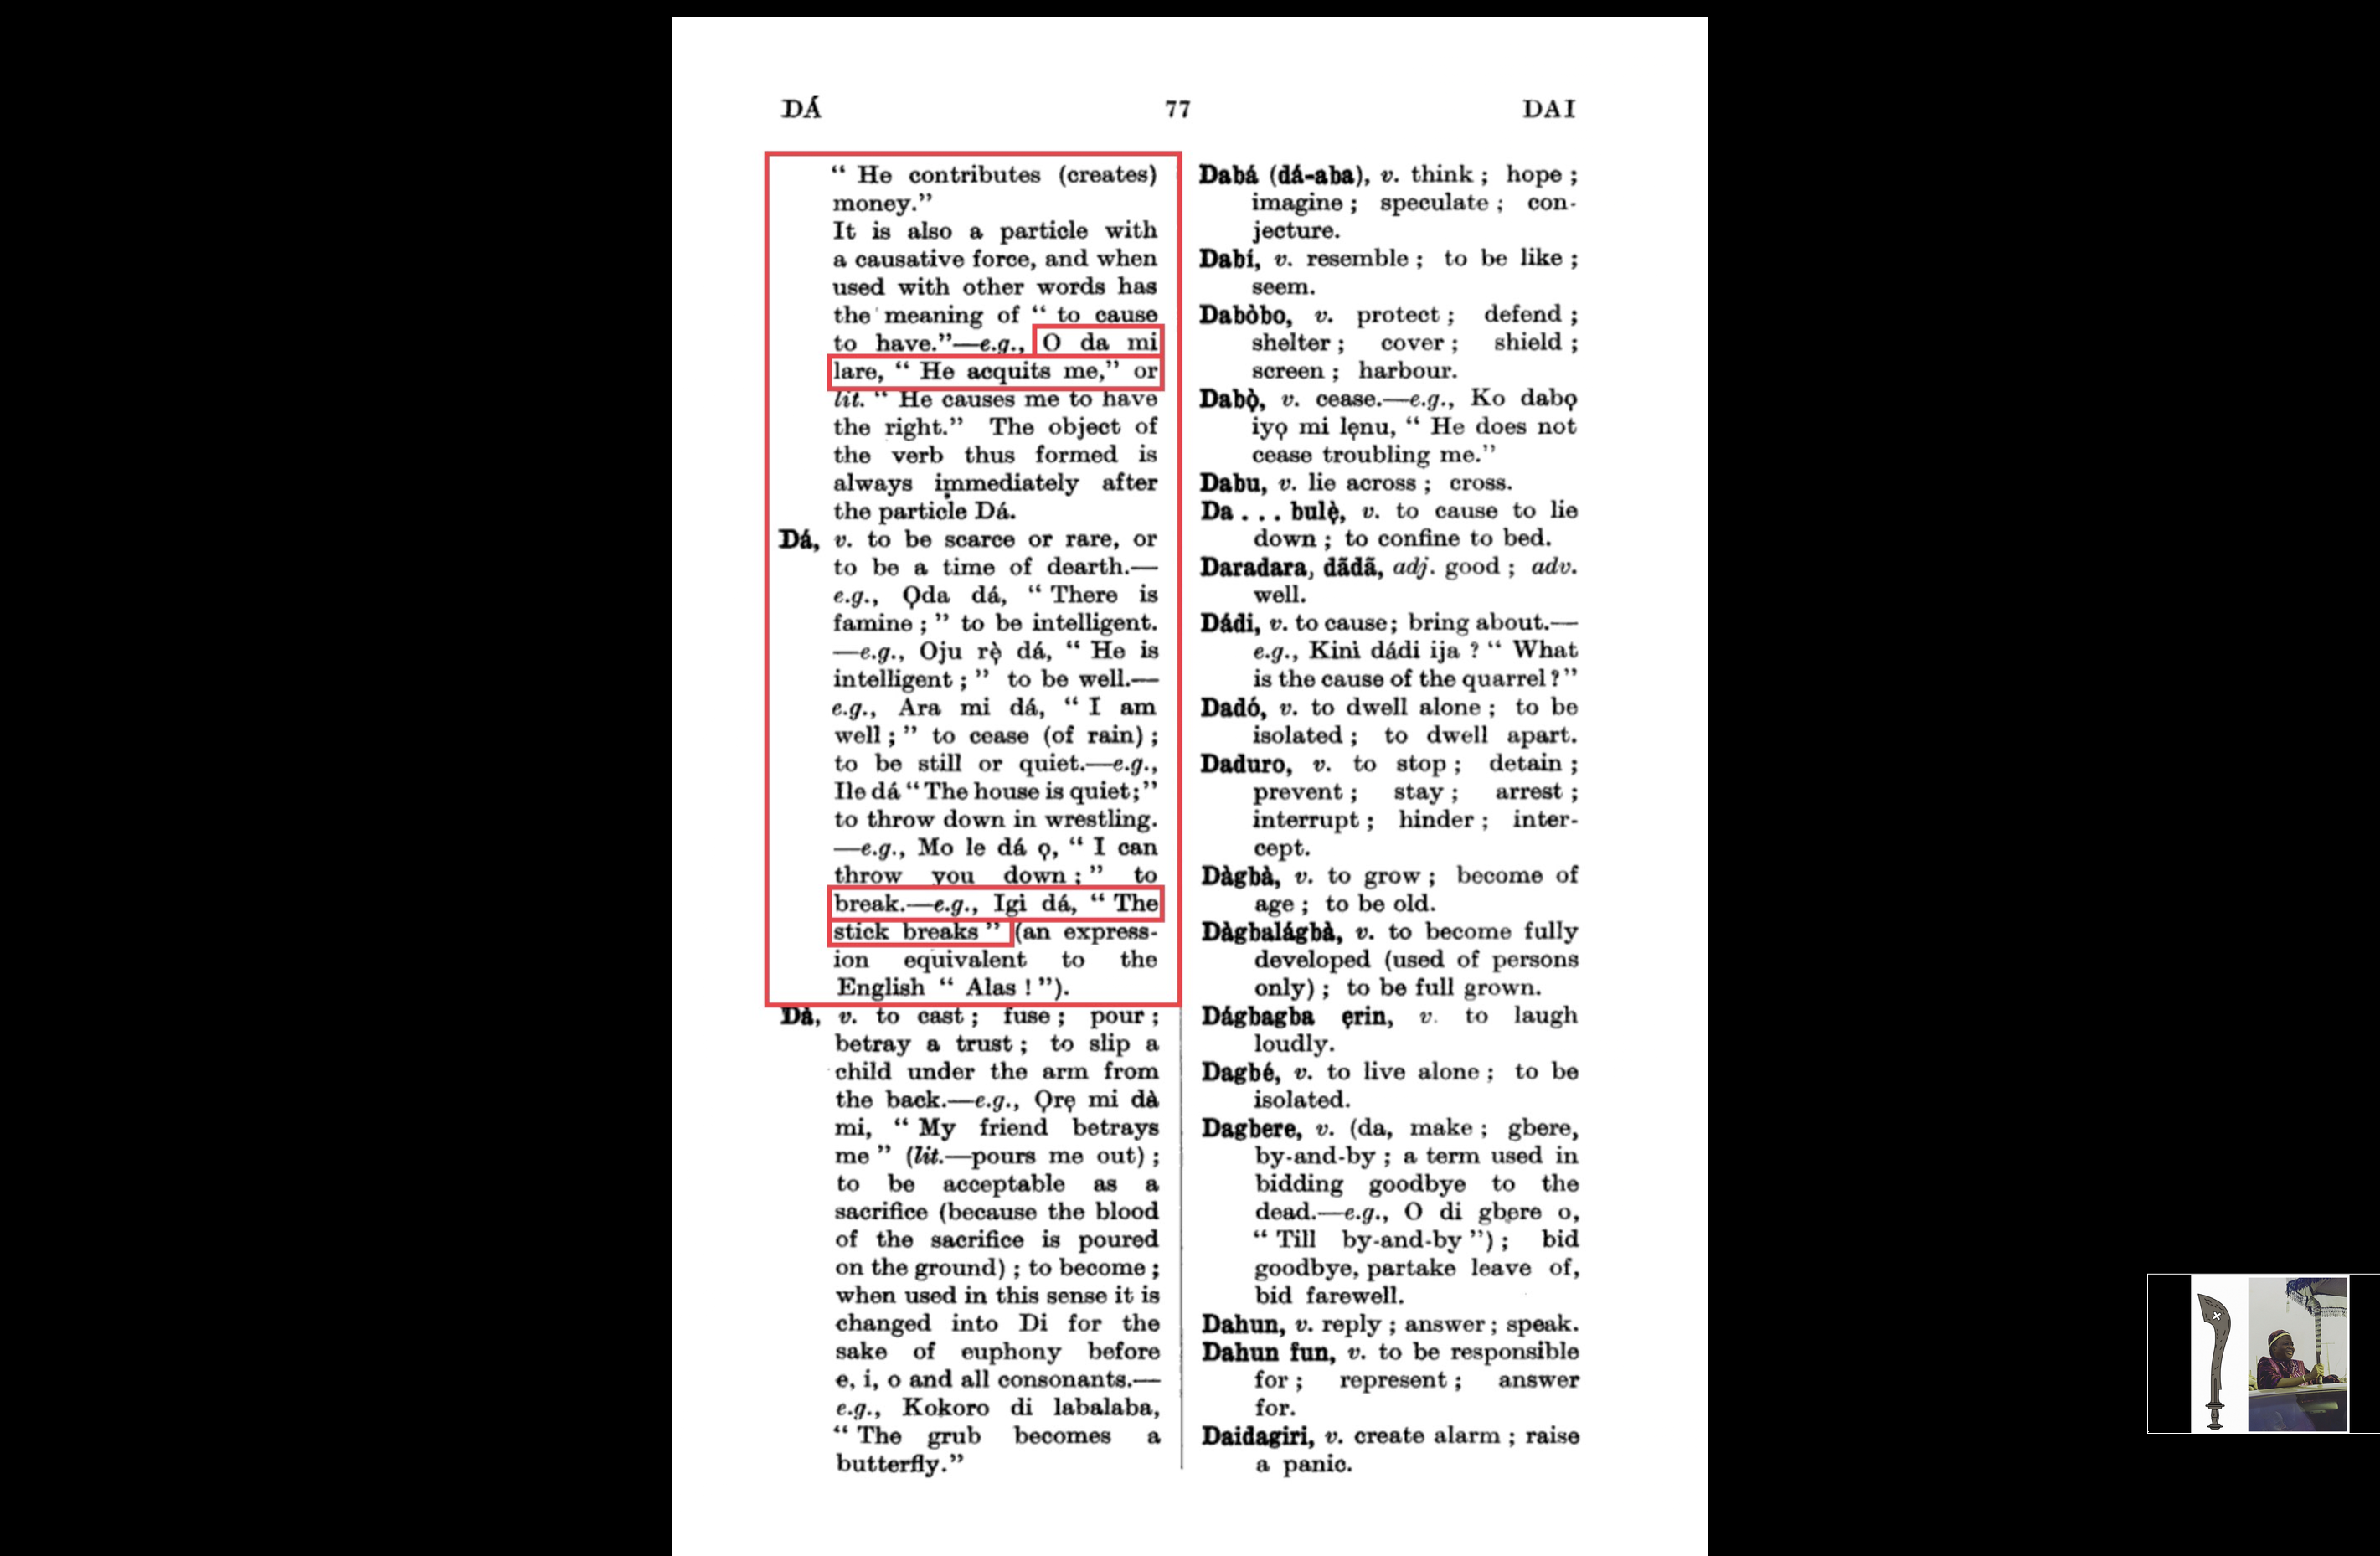 DÁ 77 DAI
“ He contributes (creates)
money.”
It is also a particle with
a causative force, and when
used with other words has
the meaning of “ to cause
to have.”—e.g., O da mi
lare, “ He acquits me,” or
lit. “ He causes me to have
the right.” The object of
the verb thus formed is
always immediately after
the particle Dá.
Dá, v. to be scarce or rare, or
to be a time of dearth.—
e.g., Ọda dá, “ There is
famine ; ” to be intelligent.
—e.g., Oju rẹ̀ dá, “ He is
intelligent ; ” to be well.—
e.g., Ara mi dá, “ I am
well ; ” to cease (of rain) ;
to be still or quiet.—e.g.,
Ile dá “ The house is quiet ; ”
to throw down in wrestling.
—e.g., Mo le dá ọ, “ I can
throw you down ; ” to
break.—e.g., Igi dá, “ The
stick breaks ” (an express-
ion equivalent to the
English “ Alas ! ”).
Dà, v. to cast ; fuse ; pour ;
betray a trust ; to slip a
child under the arm from
the back.—e.g., Ọrẹ mi dà
mi, “ My friend betrays
me ” (lit.—pours me out) ;
to be acceptable as a
sacrifice (because the blood
of the sacrifice is poured
on the ground) ; to become ;
when used in this sense it is
changed into Di for the
sake of euphony before
e, i, o and all consonants.—
e.g., Kokoro di labalaba,
“ The grub becomes a
butterfly.”
Dabá (dá-aba), v. think ; hope ;
imagine ; speculate ; con-
jecture.
Dabí, v. resemble ; to be like ;
seem.
Dabòbo, v. protect ; defend ;
shelter ; cover ; shield ;
screen ; harbour.
Dabọ̀, v. cease.—e.g., Ko dabọ
iyọ mi lẹnu, “ He does not
cease troubling me.”
Dabu, v. lie across ; cross.
Da . . . bulẹ̀, v. to cause to lie
down ; to confine to bed.
Daradara, dãdã, adj. good ; adv.
well.
Dádi, v. to cause ; bring about.—
e.g., Kinì dádi ija ? “ What
is the cause of the quarrel ? ”
Dadó, v. to dwell alone ; to be
isolated ; to dwell apart.
Daduro, v. to stop ; detain ;
prevent ; stay ; arrest ;
interrupt ; hinder ; inter-
cept.
Dàgbà, v. to grow ; become of
age ; to be old.
Dàgbalágbà, v. to become fully
developed (used of persons
only) ; to be full grown.
Dágbagba ẹrin, v. to laugh
loudly.
Dagbé, v. to live alone ; to be
isolated.
Dagbere, v. (da, make ; gbere,
by-and-by ; a term used in
bidding goodbye to the
dead.—e.g., O di gbere o,
“ Till by-and-by ”) ; bid
goodbye, partake leave of,
bid farewell.
Dahun, v. reply ; answer ; speak.
Dahun fun, v. to be responsible
for ; represent ; answer
for.
Daidagiri, v. create alarm ; raise
a panic.